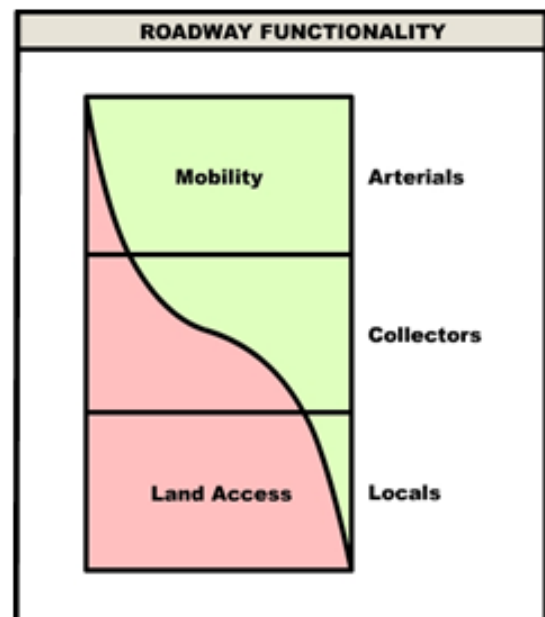 ROADWAY FUNCTIONALITY
Mobility
Arterials
Collectors
Land Access
Locals